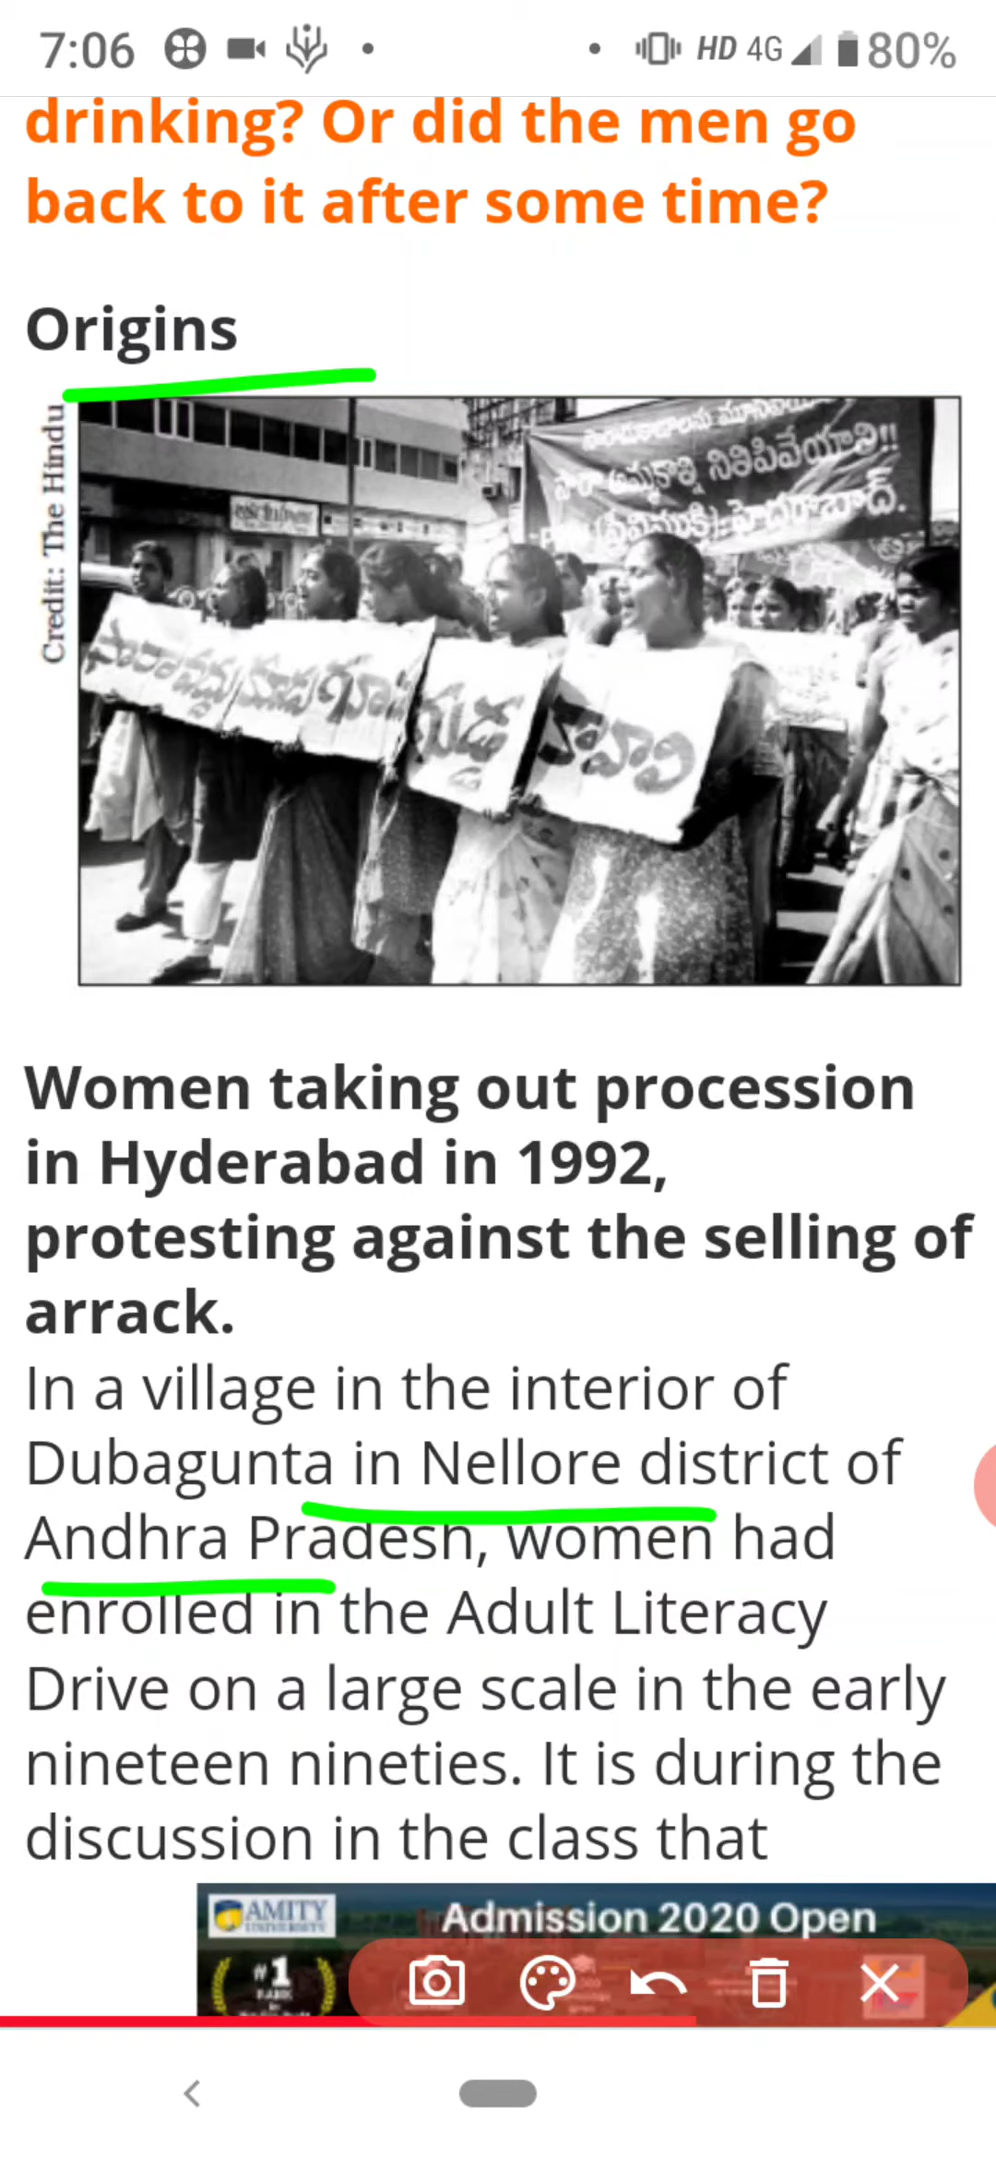 7:06
HD 4G 80%
drinking? Or did the men go
back to it after some time?
Origins
Credit: The Hindu
నిలిపివేయాలి!!
హైదరాబాద్.
కావాలి
Women taking out procession
in Hyderabad in 1992,
protesting against the selling of
arrack.
In a village in the interior of
Dubagunta in Nellore district of
Andhra Pradesh, women had
enrolled in the Adult Literacy
Drive on a large scale in the early
nineteen nineties. It is during the
discussion in the class that
AMITY
UNIVERSITY
Admission 2020 Open
#1
RANK